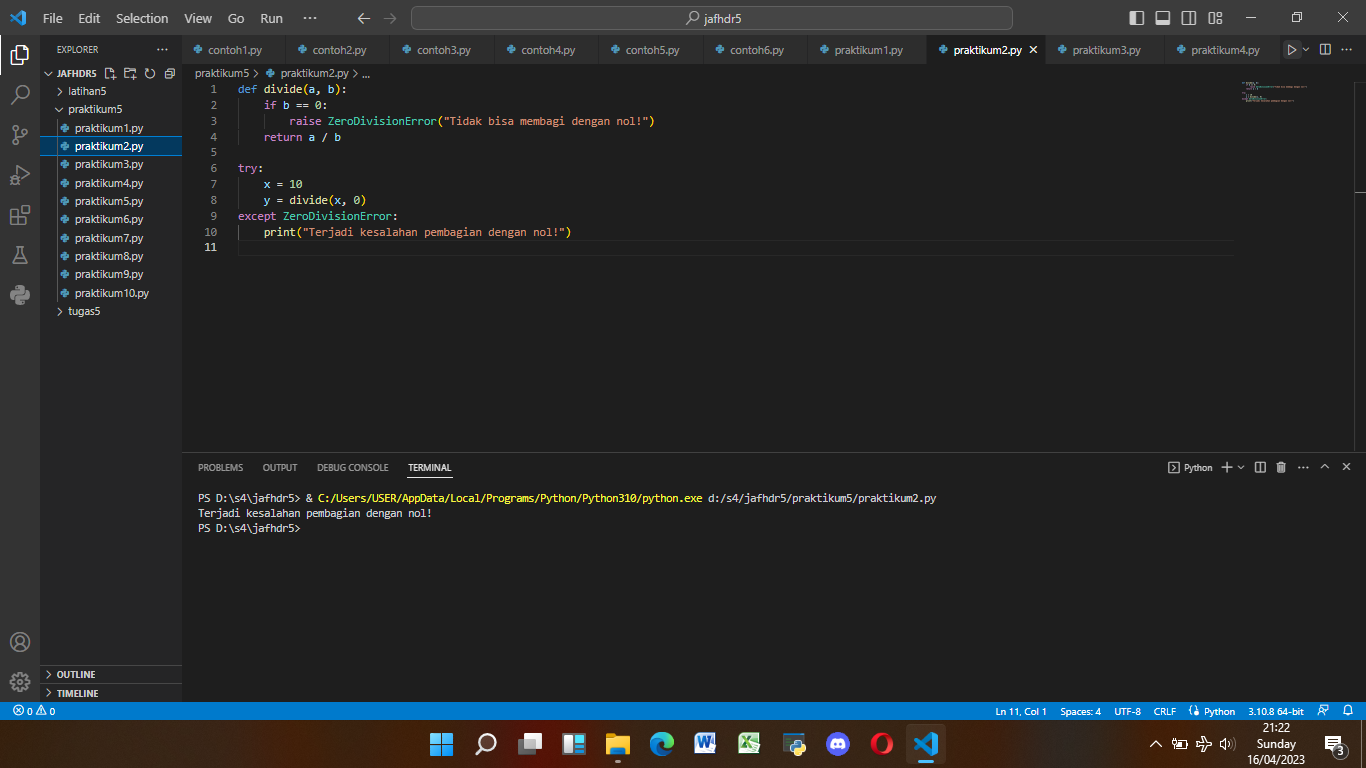 File Edit Selection View Go Run ··· jafhdr5
EXPLORER ···
JAFHDR5
latihan5
praktikum5
praktikum1.py
praktikum2.py
praktikum3.py
praktikum4.py
praktikum5.py
praktikum6.py
praktikum7.py
praktikum8.py
praktikum9.py
praktikum10.py
tugas5
OUTLINE
TIMELINE
contoh1.py contoh2.py contoh3.py contoh4.py contoh5.py contoh6.py praktikum1.py praktikum2.py praktikum3.py praktikum4.py ···
praktikum5 > praktikum2.py > ...
1 def divide(a, b):
2     if b == 0:
3         raise ZeroDivisionError("Tidak bisa membagi dengan nol!")
4     return a / b
5
6 try:
7     x = 10
8     y = divide(x, 0)
9 except ZeroDivisionError:
10     print("Terjadi kesalahan pembagian dengan nol!")
11
PROBLEMS OUTPUT DEBUG CONSOLE TERMINAL Python ···
PS D:\s4\jafhdr5> & C:/Users/USER/AppData/Local/Programs/Python/Python310/python.exe d:/s4/jafhdr5/praktikum5/praktikum2.py
Terjadi kesalahan pembagian dengan nol!
PS D:\s4\jafhdr5>
0 0 Ln 11, Col 1 Spaces: 4 UTF-8 CRLF Python 3.10.8 64-bit
21:22
Sunday
16/04/2023
3